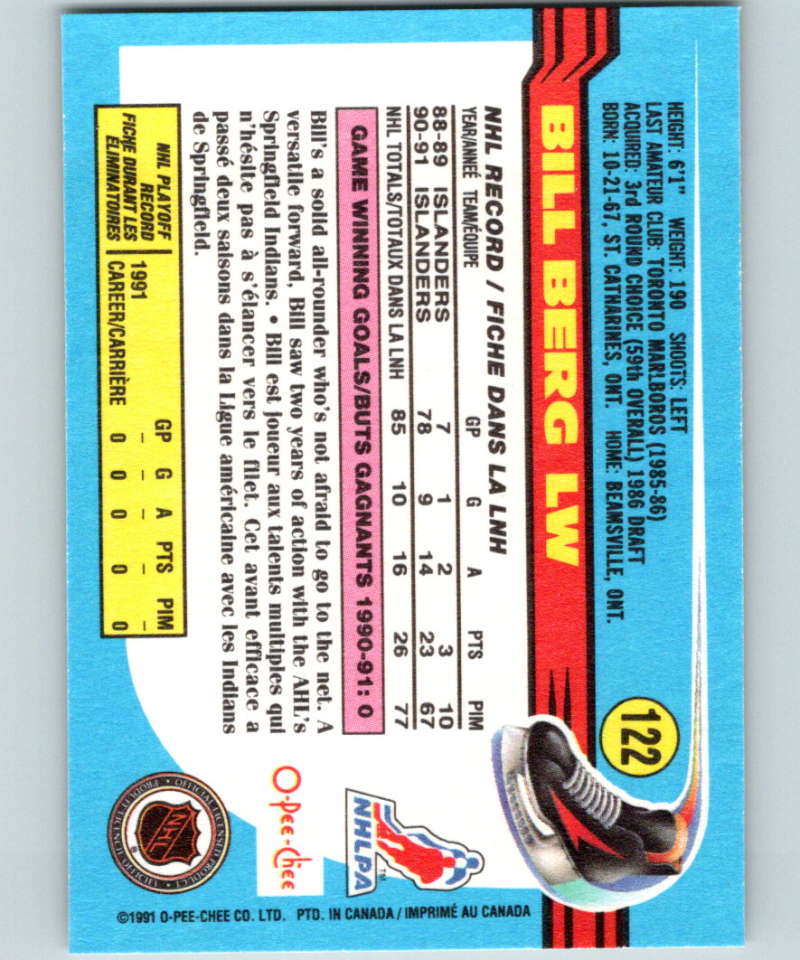 122
HEIGHT: 6'1" WEIGHT: 190 SHOOTS: LEFT
LAST AMATEUR CLUB: TORONTO MARLBOROS (1985-86)
ACQUIRED: 3rd ROUND CHOICE (59th OVERALL) 1986 DRAFT
BORN: 10-21-67, ST. CATHARINES, ONT. HOME: BEAMSVILLE, ONT.
BILL BERG LW
NHL RECORD / FICHE DANS LA LNH
YEAR/ANNÉE TEAM/ÉQUIPE GP G A PTS PIM
88-89 ISLANDERS 7 1 2 3 10
90-91 ISLANDERS 78 9 14 23 67
NHL TOTALS/TOTAUX DANS LA LNH 85 10 16 26 77
GAME WINNING GOALS/BUTS GAGNANTS 1990-91: 0
Bill's a solid all-rounder who's not afraid to go to the net. A
versatile forward, Bill saw two years of action with the AHL's
Springfield Indians. • Bill est joueur aux talents multiples qui
n'hésite pas à s'élancer vers le filet. Cet avant efficace a
passé deux saisons dans la Ligue américaine avec les Indians
de Springfield.
NHL PLAYOFF
RECORD
FICHE DURANT LES
ÉLIMINATOIRES
GP G A PTS PIM
1991 – – – – –
CAREER/CARRIÈRE 0 0 0 0 0
NHLPA
TM
O-Pee-Chee
NHL
®
• OFFICIAL LICENSED PRODUCT •
PRODUIT LICENCIÉ OFFICIEL
©1991 O-PEE-CHEE CO. LTD. PTD. IN CANADA / IMPRIMÉ AU CANADA